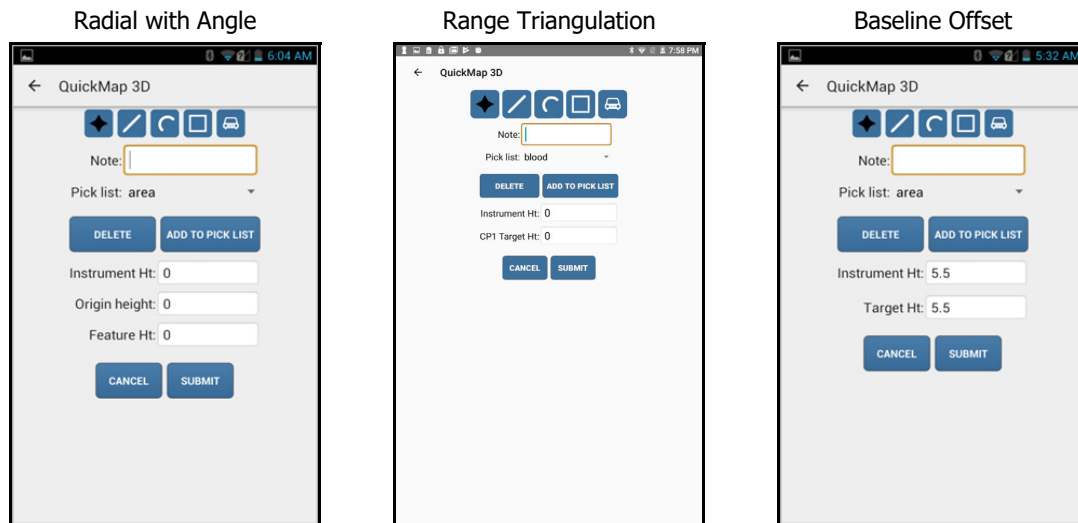 Radial with Angle
6:04 AM
QuickMap 3D
Note:
Pick list: area
DELETE ADD TO PICK LIST
Instrument Ht: 0
Origin height: 0
Feature Ht: 0
CANCEL SUBMIT
Range Triangulation
7:58 PM
QuickMap 3D
Note:
Pick list: blood
DELETE ADD TO PICK LIST
Instrument Ht: 0
CP1 Target Ht: 0
CANCEL SUBMIT
Baseline Offset
5:32 AM
QuickMap 3D
Note:
Pick list: area
DELETE ADD TO PICK LIST
Instrument Ht: 5.5
Target Ht: 5.5
CANCEL SUBMIT